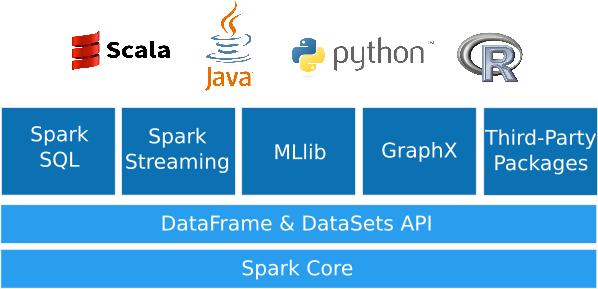 Scala
Java
python™
R
Spark
SQL
Spark
Streaming
MLlib
GraphX
Third-Party
Packages
DataFrame & DataSets API
Spark Core